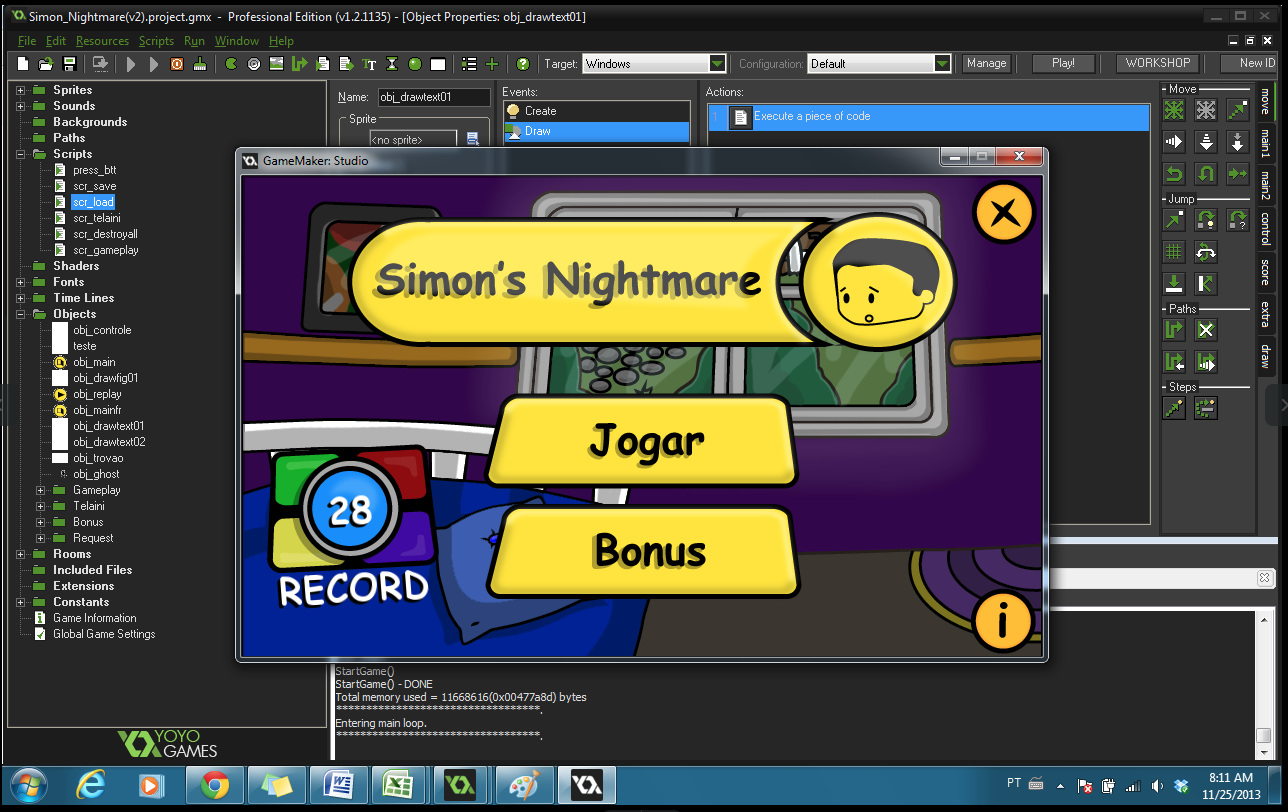 Simon_Nightmare(v2).project.gmx - Professional Edition (v1.2.1135) - [Object Properties: obj_drawtext01]
File Edit Resources Scripts Run Window Help
Target: Windows Configuration: Default Manage Play! WORKSHOP New ID
Sprites
Sounds
Backgrounds
Paths
Scripts
press_btt
scr_save
scr_load
scr_telaini
scr_destroyall
scr_gameplay
Shaders
Fonts
Time Lines
Objects
obj_controle
teste
obj_main
obj_drawfig01
obj_replay
obj_mainfr
obj_drawtext01
obj_drawtext02
obj_trovao
obj_ghost
Gameplay
Telaini
Bonus
Request
Rooms
Included Files
Extensions
Constants
Game Information
Global Game Settings
YOYO
GAMES
Name: obj_drawtext01
Sprite
<no sprite>
Events:
Create
Draw
Actions:
1 Execute a piece of code
Move
Jump
Paths
Steps
move
main1
main2
control
score
extra
draw
GameMaker: Studio
Simon's Nightmare
Jogar
Bonus
28
RECORD
i
StartGame()
StartGame() - DONE
Total memory used = 11668616(0x00477a8d) bytes
**********************************.
Entering main loop.
**********************************.
PT
8:11 AM
11/25/2013